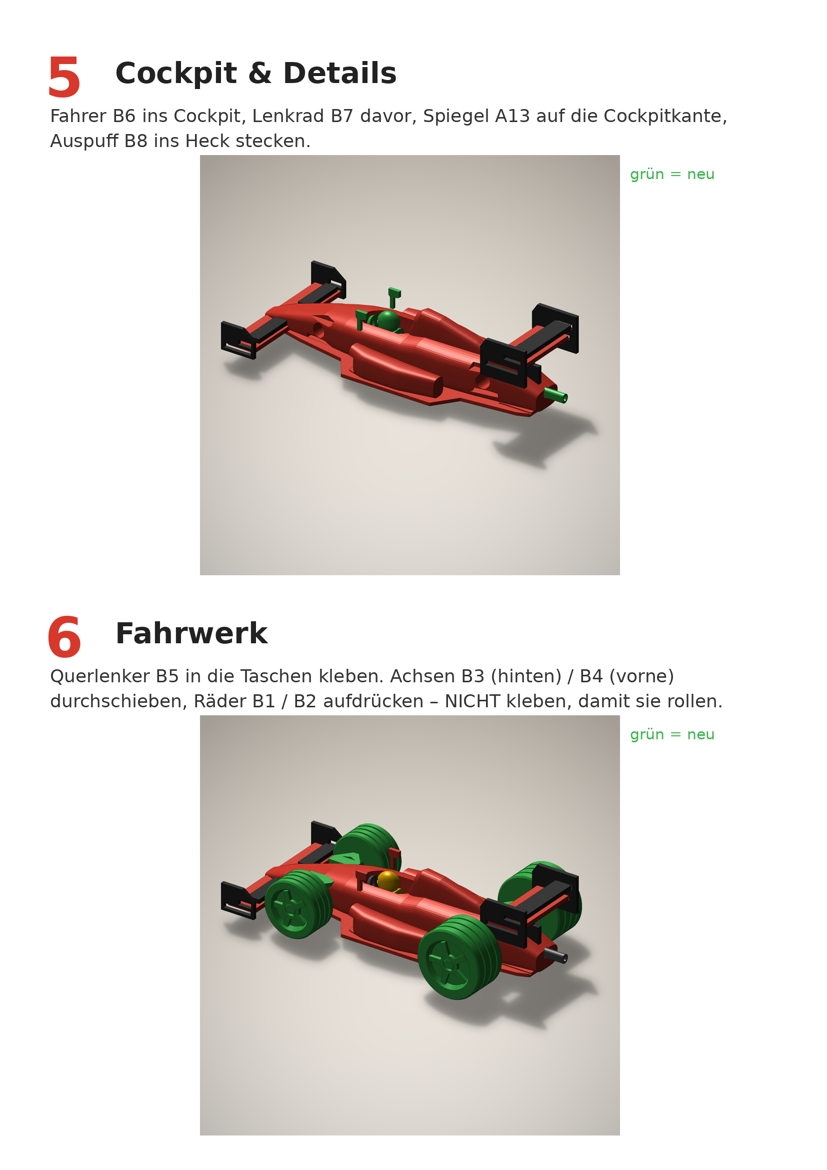 5 Cockpit & Details
Fahrer B6 ins Cockpit, Lenkrad B7 davor, Spiegel A13 auf die Cockpitkante,
Auspuff B8 ins Heck stecken.
grün = neu
6 Fahrwerk
Querlenker B5 in die Taschen kleben. Achsen B3 (hinten) / B4 (vorne)
durchschieben, Räder B1 / B2 aufdrücken – NICHT kleben, damit sie rollen.
grün = neu